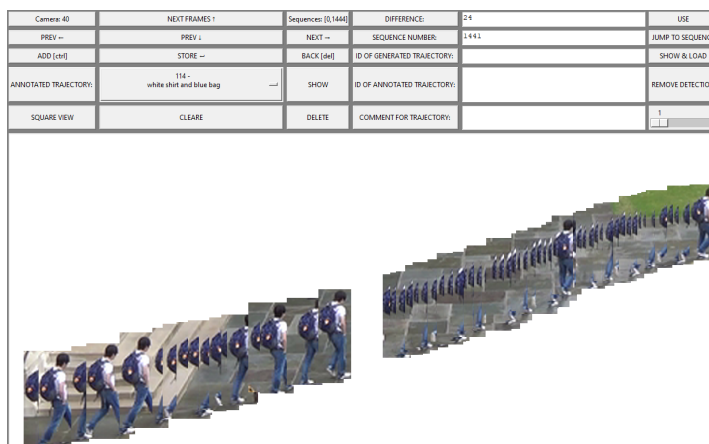 Camera: 40 NEXT FRAMES ↑ Sequences: [0,1444] DIFFERENCE: 24 USE
PREV ← PREV ↓ NEXT → SEQUENCE NUMBER: 1441 JUMP TO SEQUENC
ADD [ctrl] STORE ↵ BACK [del] ID OF GENERATED TRAJECTORY: SHOW & LOAD
ANNOTATED TRAJECTORY: 114 - SHOW ID OF ANNOTATED TRAJECTORY: REMOVE DETECTIO
white shirt and blue bag
SQUARE VIEW CLEARE DELETE COMMENT FOR TRAJECTORY: 1